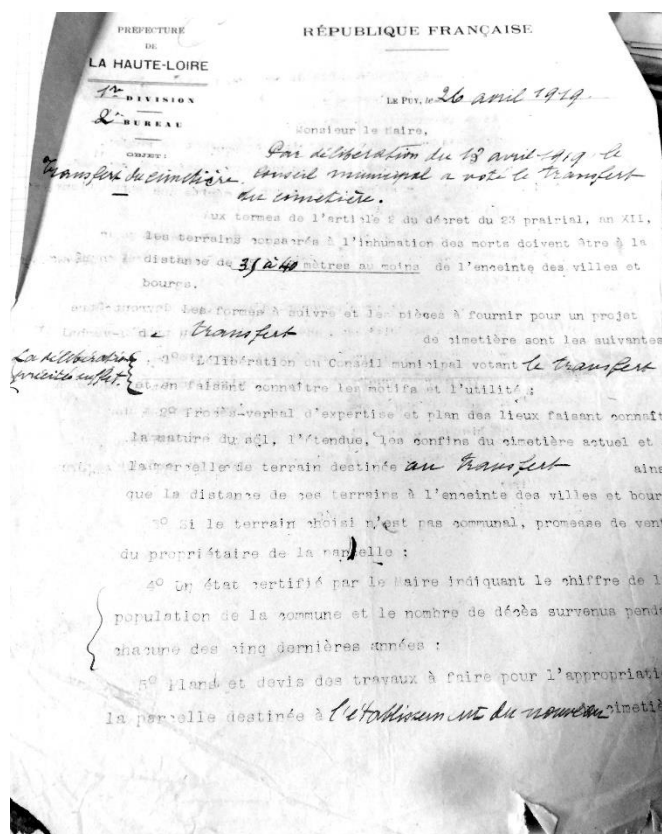 PREFECTURE
DE
LA HAUTE-LOIRE
RÉPUBLIQUE FRANÇAISE
1re DIVISION
2e BUREAU
LE PUY, le 26 avril 1919.
Monsieur le Maire,
OBJET:
Transfert du cimetière.
Par délibération du 13 avril 1919 le
conseil municipal a voté le transfert
du cimetière.
Aux termes de l'article 2 du décret du 23 prairial, an XII,
les terrains consacrés à l'inhumation des morts doivent être à la
distance de 35 à 40 mètres au moins de l'enceinte des villes et
bourgs.
Les formes à suivre et les pièces à fournir pour un projet
de transfert de cimetière sont les suivantes
La délibération
1º Délibération du Conseil municipal votant le transfert
et en faisant connaître les motifs et l'utilité ;
2º Procès-verbal d'expertise et plan des lieux faisant connaît
la nature du sol, l'étendue, les confins du cimetière actuel et
la parcelle de terrain destinée au transfert ains
que la distance de ces terrains à l'enceinte des villes et bour
3º Si le terrain choisi n'est pas communal, promesse de ven
du propriétaire de la parcelle ;
4º Un état certifié par le Maire indiquant le chiffre de l
population de la commune et le nombre de décès survenus pend
chacune des cinq dernières années ;
5º Plans et devis des travaux à faire pour l'appropriati
la parcelle destinée à l'établissement du nouveau cimetiè